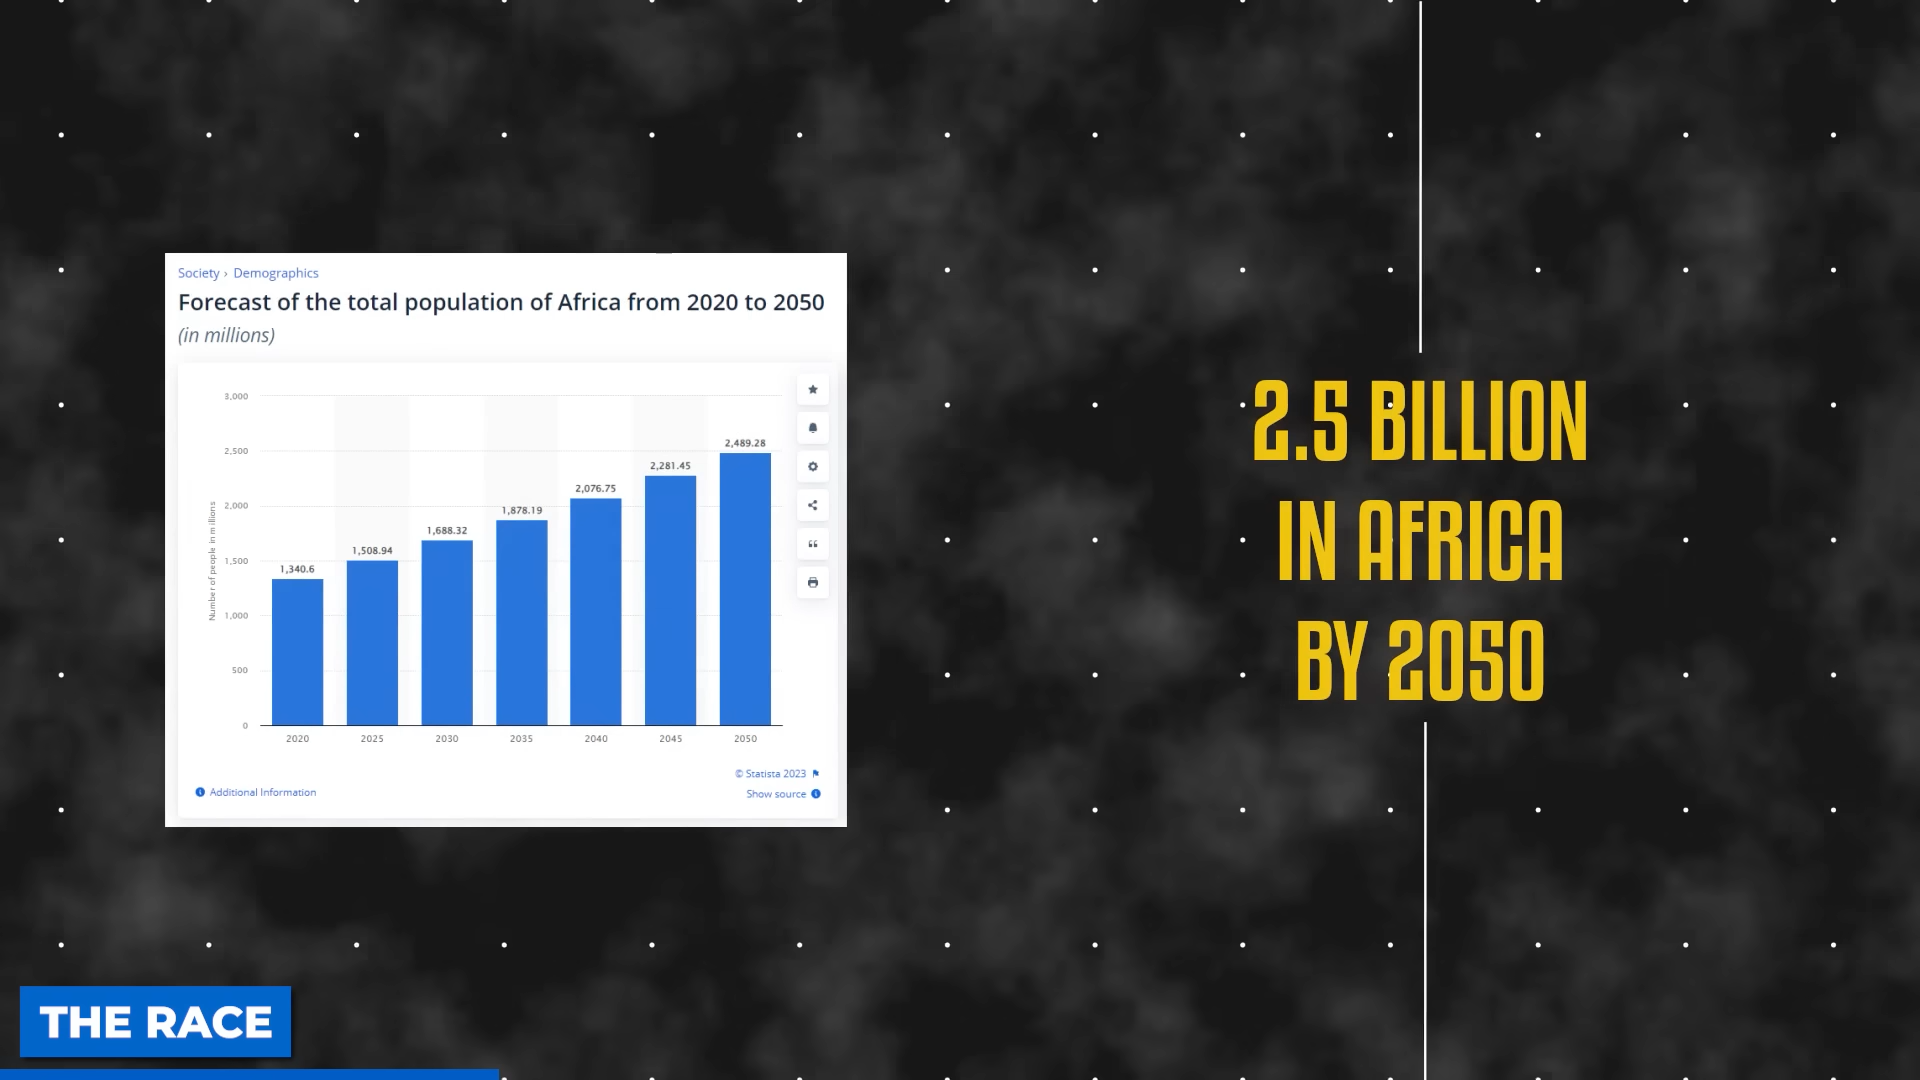 Society › Demographics
Forecast of the total population of Africa from 2020 to 2050
(in millions)
3,000
2,500
2,000
1,500
1,000
500
0
Number of people in millions
1,340.6
1,508.94
1,688.32
1,878.19
2,076.75
2,281.45
2,489.28
2020 2025 2030 2035 2040 2045 2050
© Statista 2023
Additional Information
Show source
2.5 BILLION
IN AFRICA
BY 2050
THE RACE